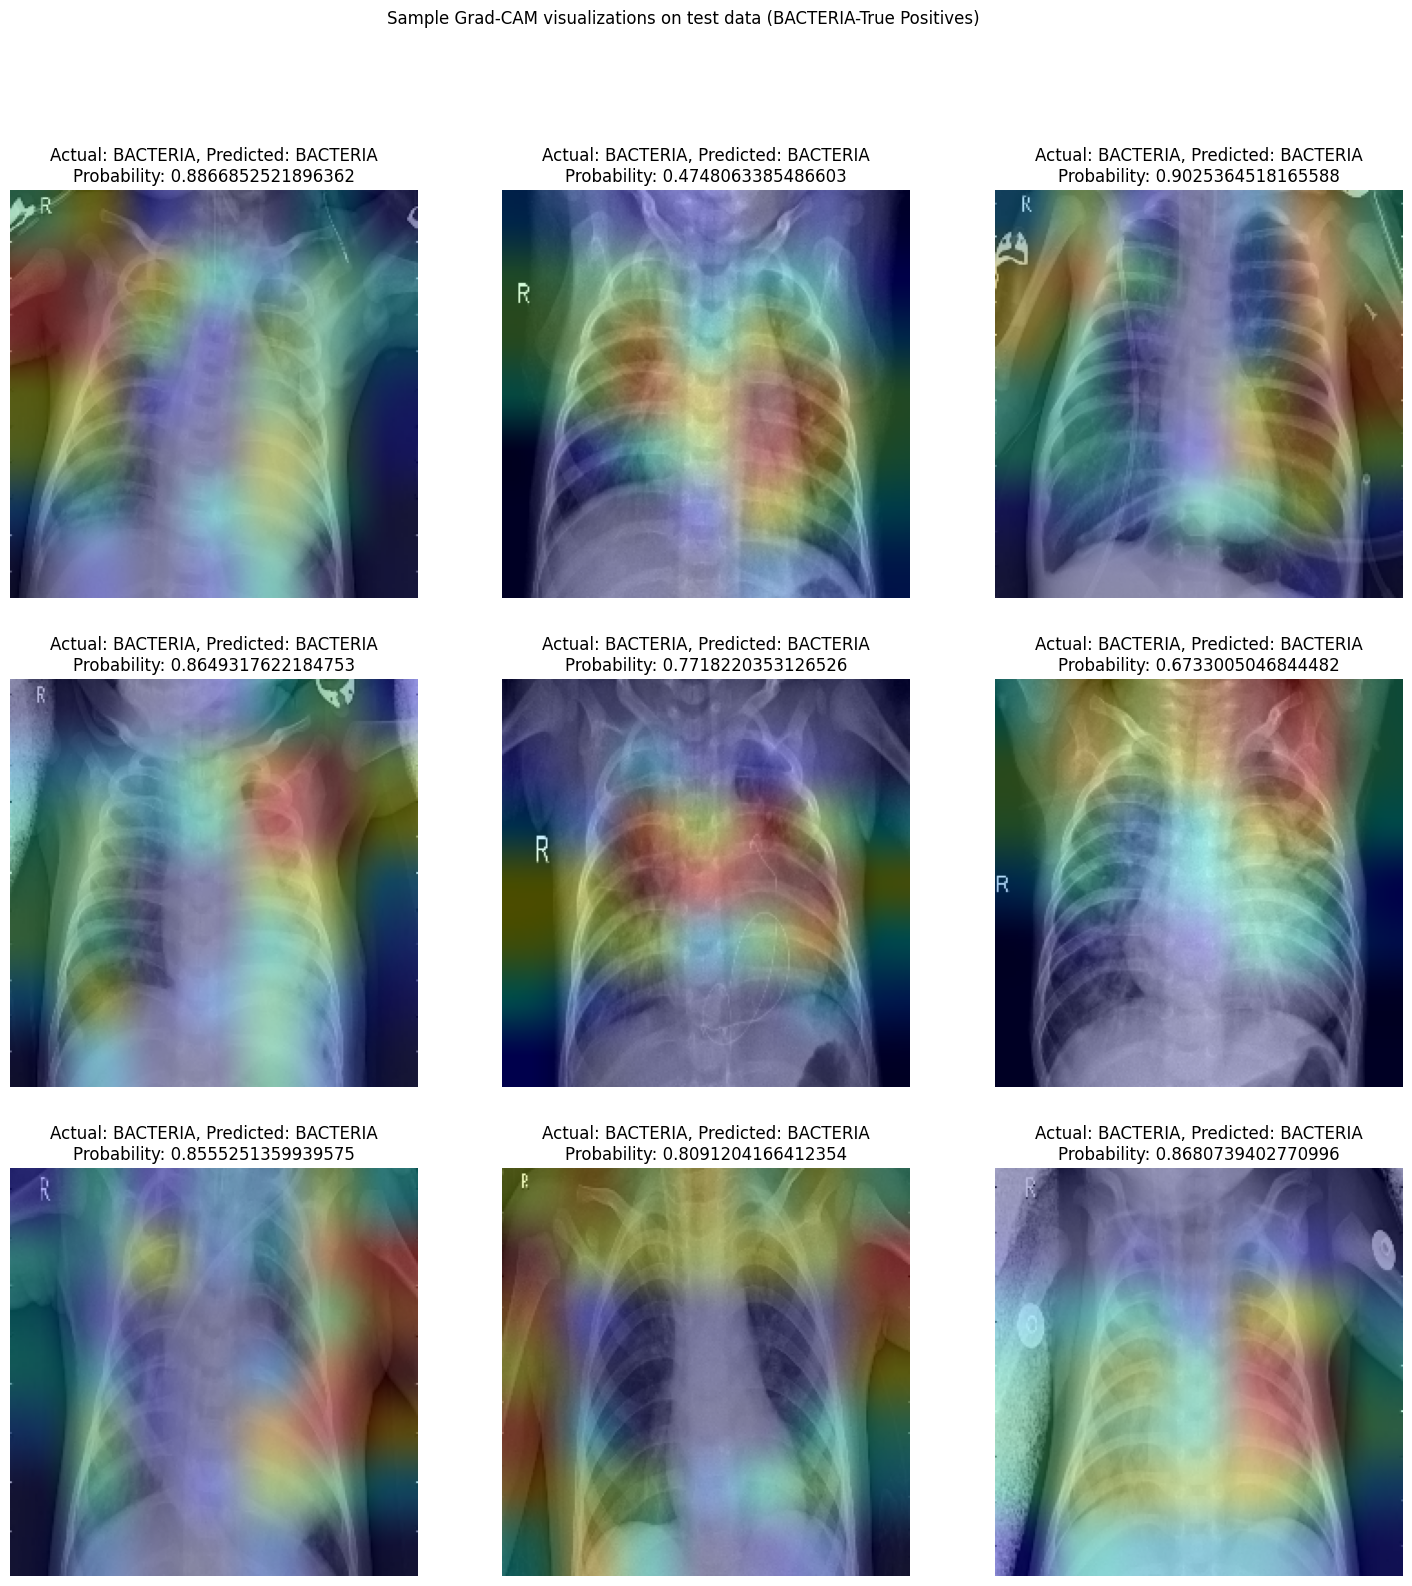 Sample Grad-CAM visualizations on test data (BACTERIA-True Positives)
Actual: BACTERIA, Predicted: BACTERIA
Probability: 0.8866852521896362
Actual: BACTERIA, Predicted: BACTERIA
Probability: 0.4748063385486603
Actual: BACTERIA, Predicted: BACTERIA
Probability: 0.9025364518165588
R
R
R
Actual: BACTERIA, Predicted: BACTERIA
Probability: 0.8649317622184753
Actual: BACTERIA, Predicted: BACTERIA
Probability: 0.7718220353126526
Actual: BACTERIA, Predicted: BACTERIA
Probability: 0.6733005046844482
R
R
R
Actual: BACTERIA, Predicted: BACTERIA
Probability: 0.8555251359939575
Actual: BACTERIA, Predicted: BACTERIA
Probability: 0.8091204166412354
Actual: BACTERIA, Predicted: BACTERIA
Probability: 0.8680739402770996
R
R
R